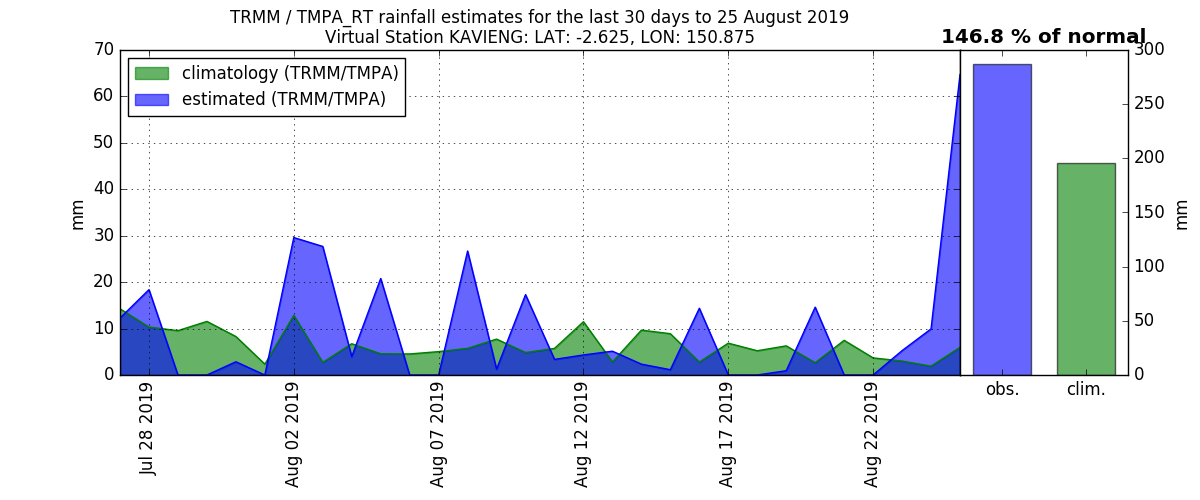 TRMM / TMPA_RT rainfall estimates for the last 30 days to 25 August 2019
Virtual Station KAVIENG: LAT: -2.625, LON: 150.875
146.8 % of normal
climatology (TRMM/TMPA)
estimated (TRMM/TMPA)
70
60
50
40
30
20
10
0
mm
Jul 28 2019
Aug 02 2019
Aug 07 2019
Aug 12 2019
Aug 17 2019
Aug 22 2019
obs.
clim.
300
250
200
150
100
50
0
mm